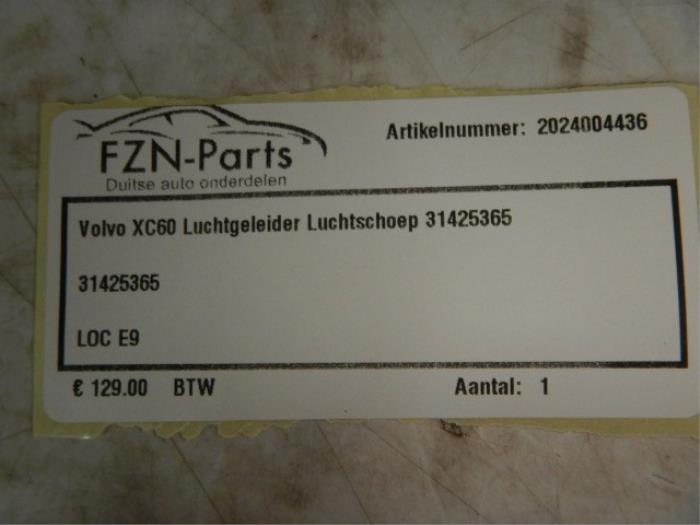 FZN-Parts
Duitse auto onderdelen
Artikelnummer: 2024004436
Volvo XC60 Luchtgeleider Luchtschoep 31425365
31425365
LOC E9
€ 129.00 BTW Aantal: 1